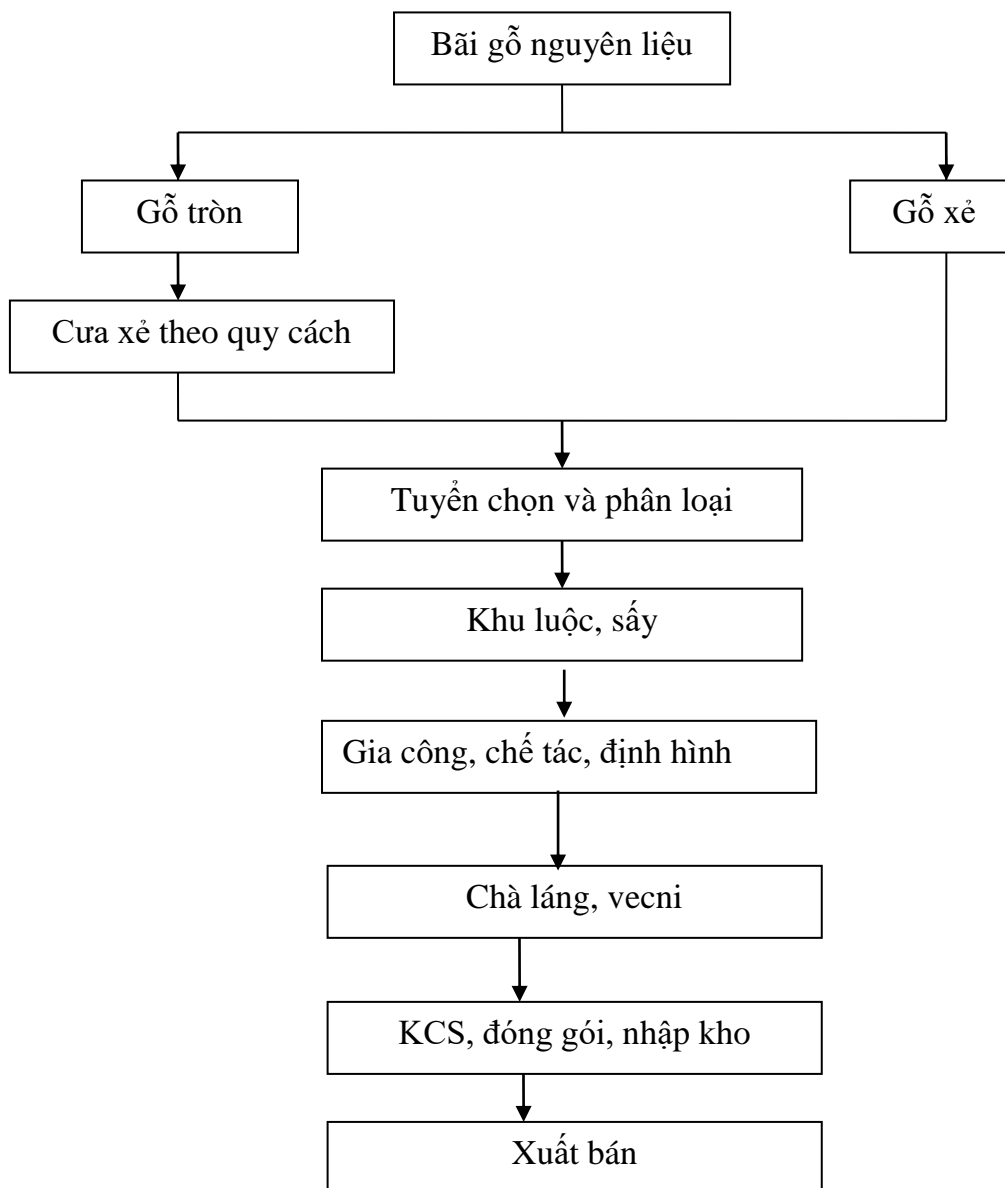 Bãi gỗ nguyên liệu
Gỗ tròn
Gỗ xẻ
Cưa xẻ theo quy cách
Tuyển chọn và phân loại
Khu luộc, sấy
Gia công, chế tác, định hình
Chà láng, vecni
KCS, đóng gói, nhập kho
Xuất bán